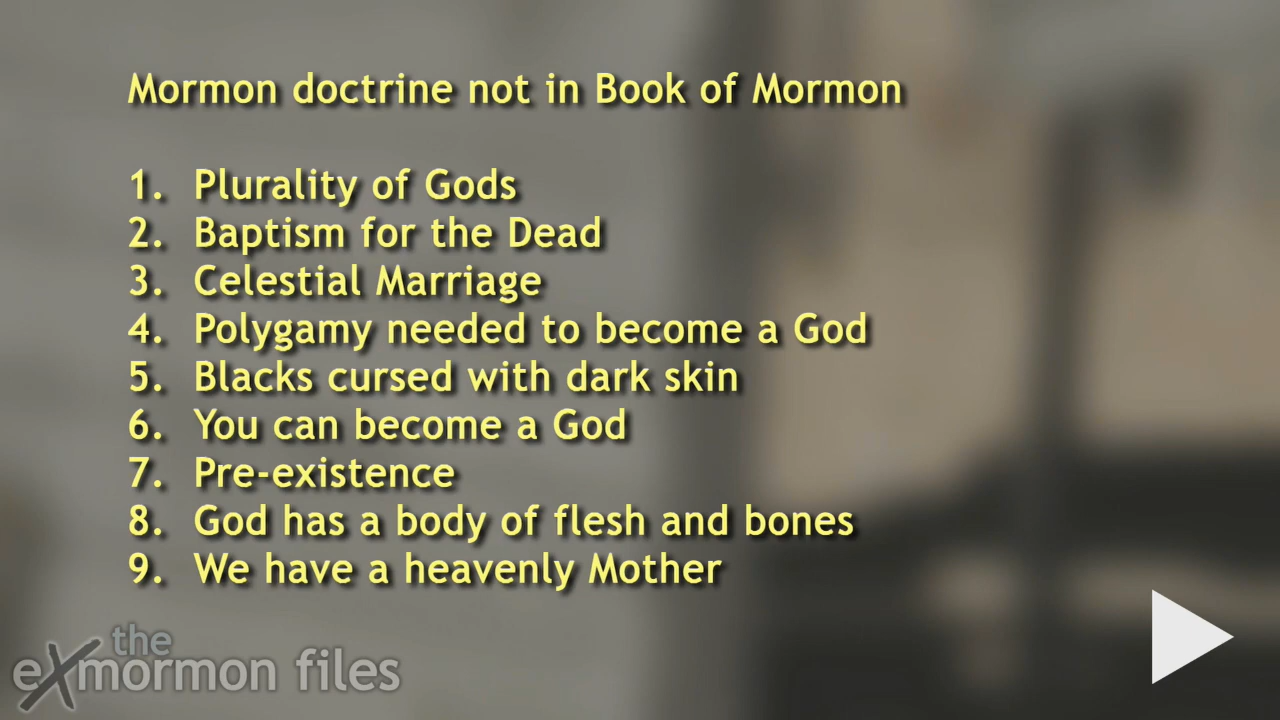 Mormon doctrine not in Book of Mormon
1. Plurality of Gods
2. Baptism for the Dead
3. Celestial Marriage
4. Polygamy needed to become a God
5. Blacks cursed with dark skin
6. You can become a God
7. Pre-existence
8. God has a body of flesh and bones
9. We have a heavenly Mother
the
exmormon files